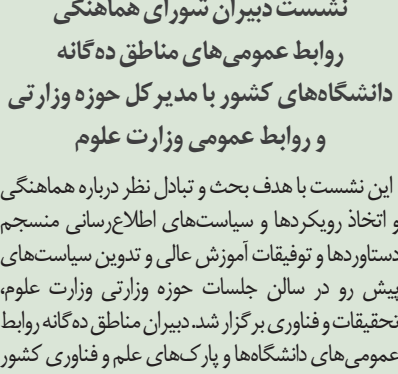 نشست دبیران شورای هماهنگی
روابط عمومی‌های مناطق ده‌گانه
دانشگاه‌های کشور با مدیر کل حوزه وزارتی
و روابط عمومی وزارت علوم
این نشست با هدف بحث و تبادل نظر درباره هماهنگی
و اتخاذ رویکردها و سیاست‌های اطلاع‌رسانی منسجم
دستاوردها و توفیقات آموزش عالی و تدوین سیاست‌های
پیش رو در سالن جلسات حوزه وزارتی وزارت علوم،
تحقیقات و فناوری برگزار شد. دبیران مناطق ده‌گانه روابط
عمومی‌های دانشگاه‌ها و پارک‌های علم و فناوری کشور